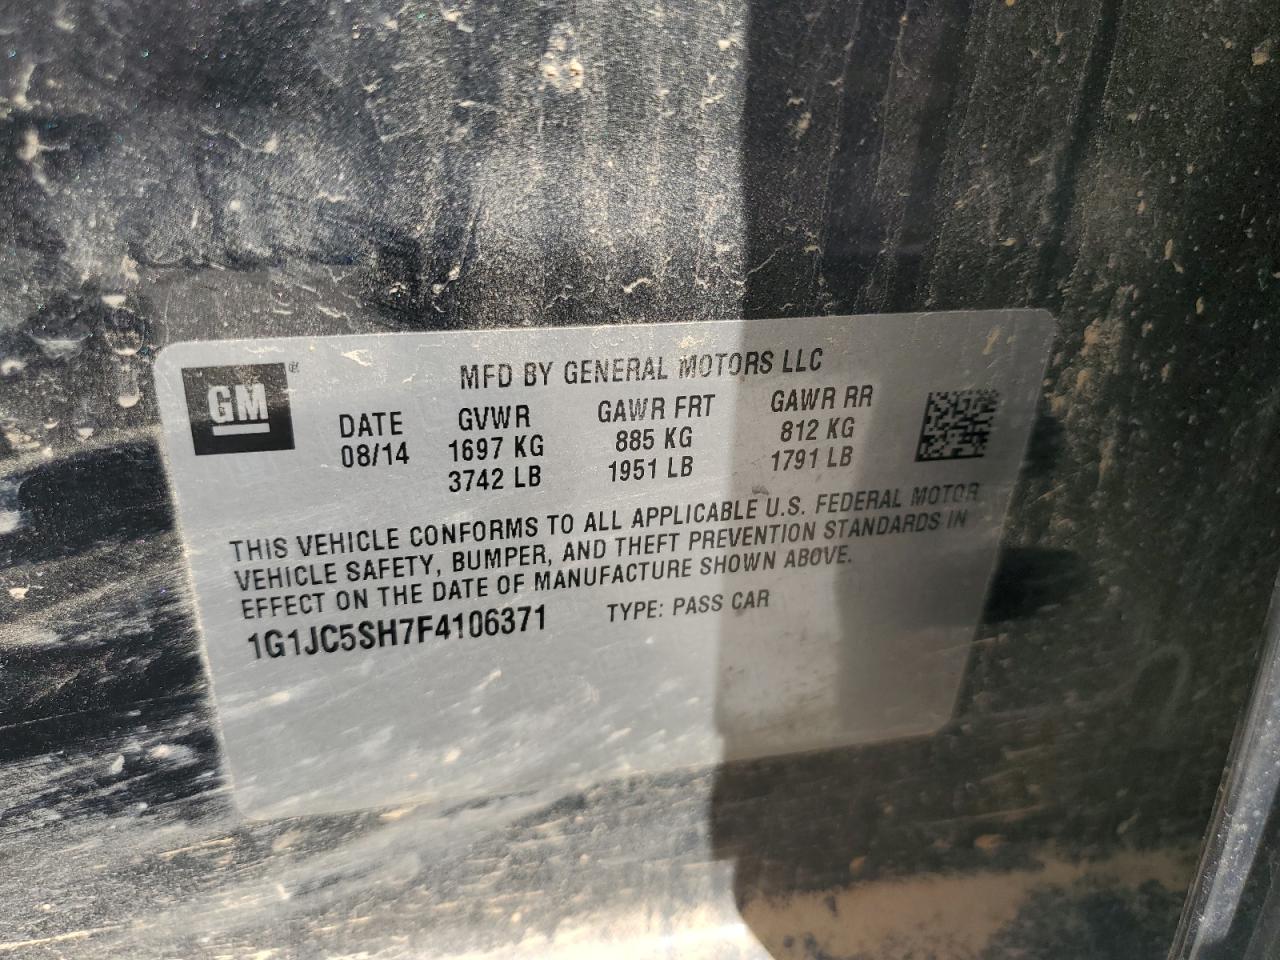 GM®
MFD BY GENERAL MOTORS LLC
DATE GVWR GAWR FRT GAWR RR
08/14 1697 KG 885 KG 812 KG
3742 LB 1951 LB 1791 LB
THIS VEHICLE CONFORMS TO ALL APPLICABLE U.S. FEDERAL MOTOR
VEHICLE SAFETY, BUMPER, AND THEFT PREVENTION STANDARDS IN
EFFECT ON THE DATE OF MANUFACTURE SHOWN ABOVE.
1G1JC5SH7F4106371 TYPE: PASS CAR